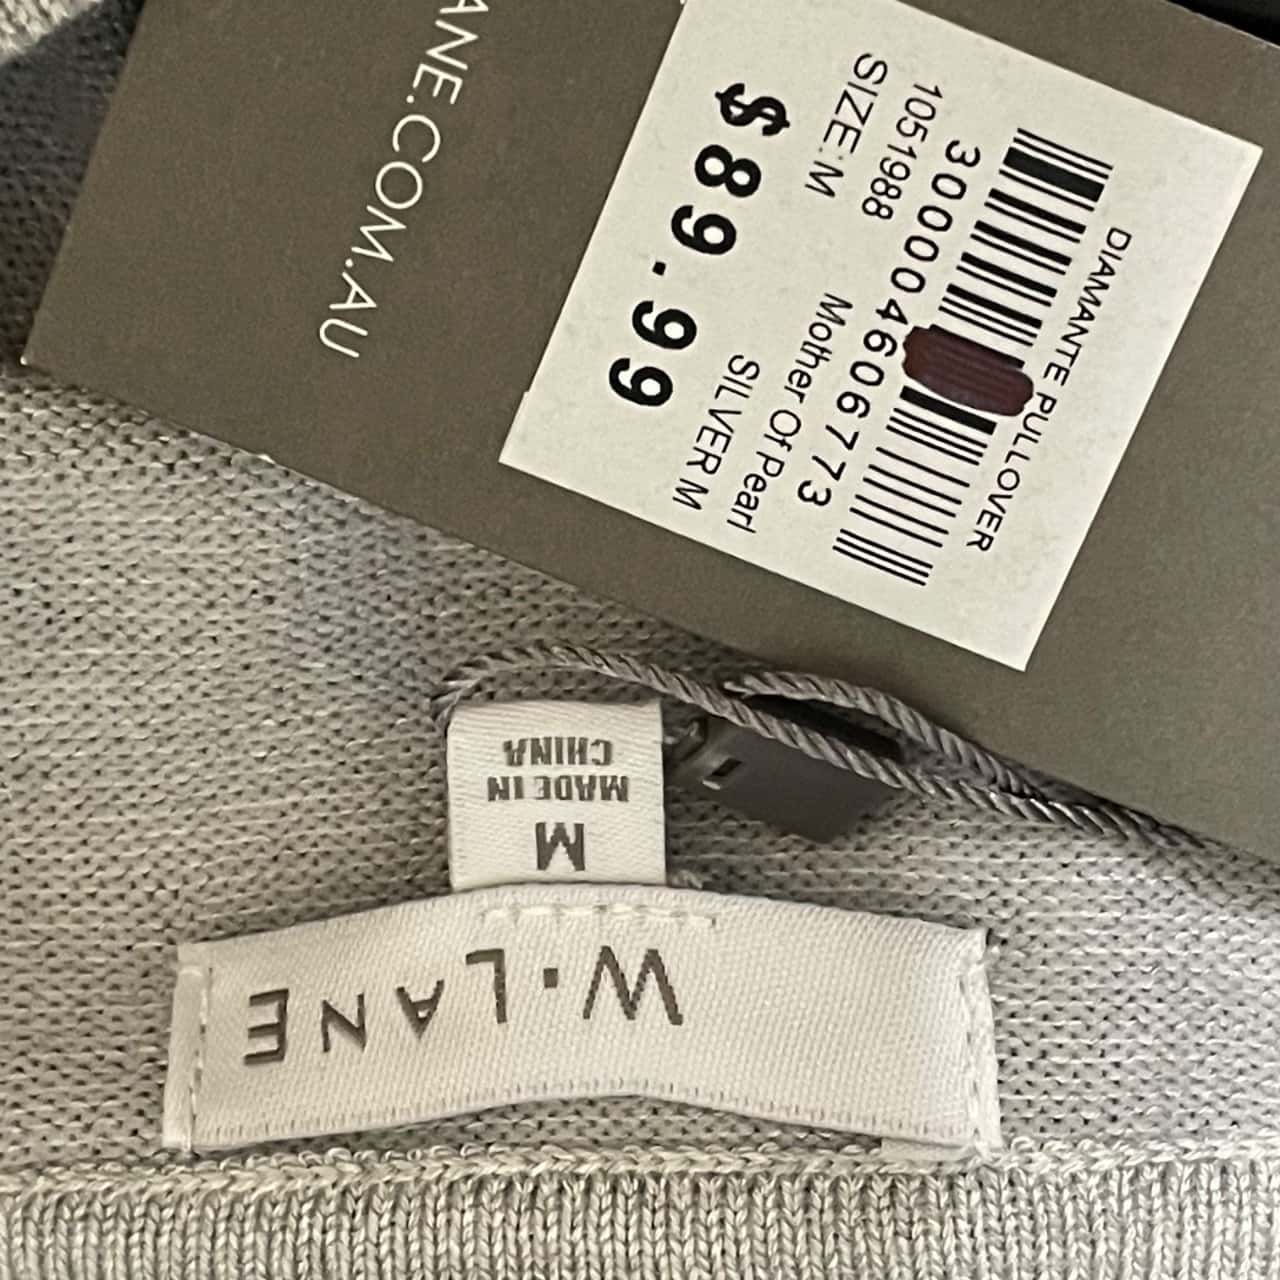 ANE.COM.AU
DIAMANTE PULLOVER
3000004606773
1051988
Mother Of Pearl
SIZE: M
SILVER M
$89.99
W·LANE
M
MADE IN
CHINA